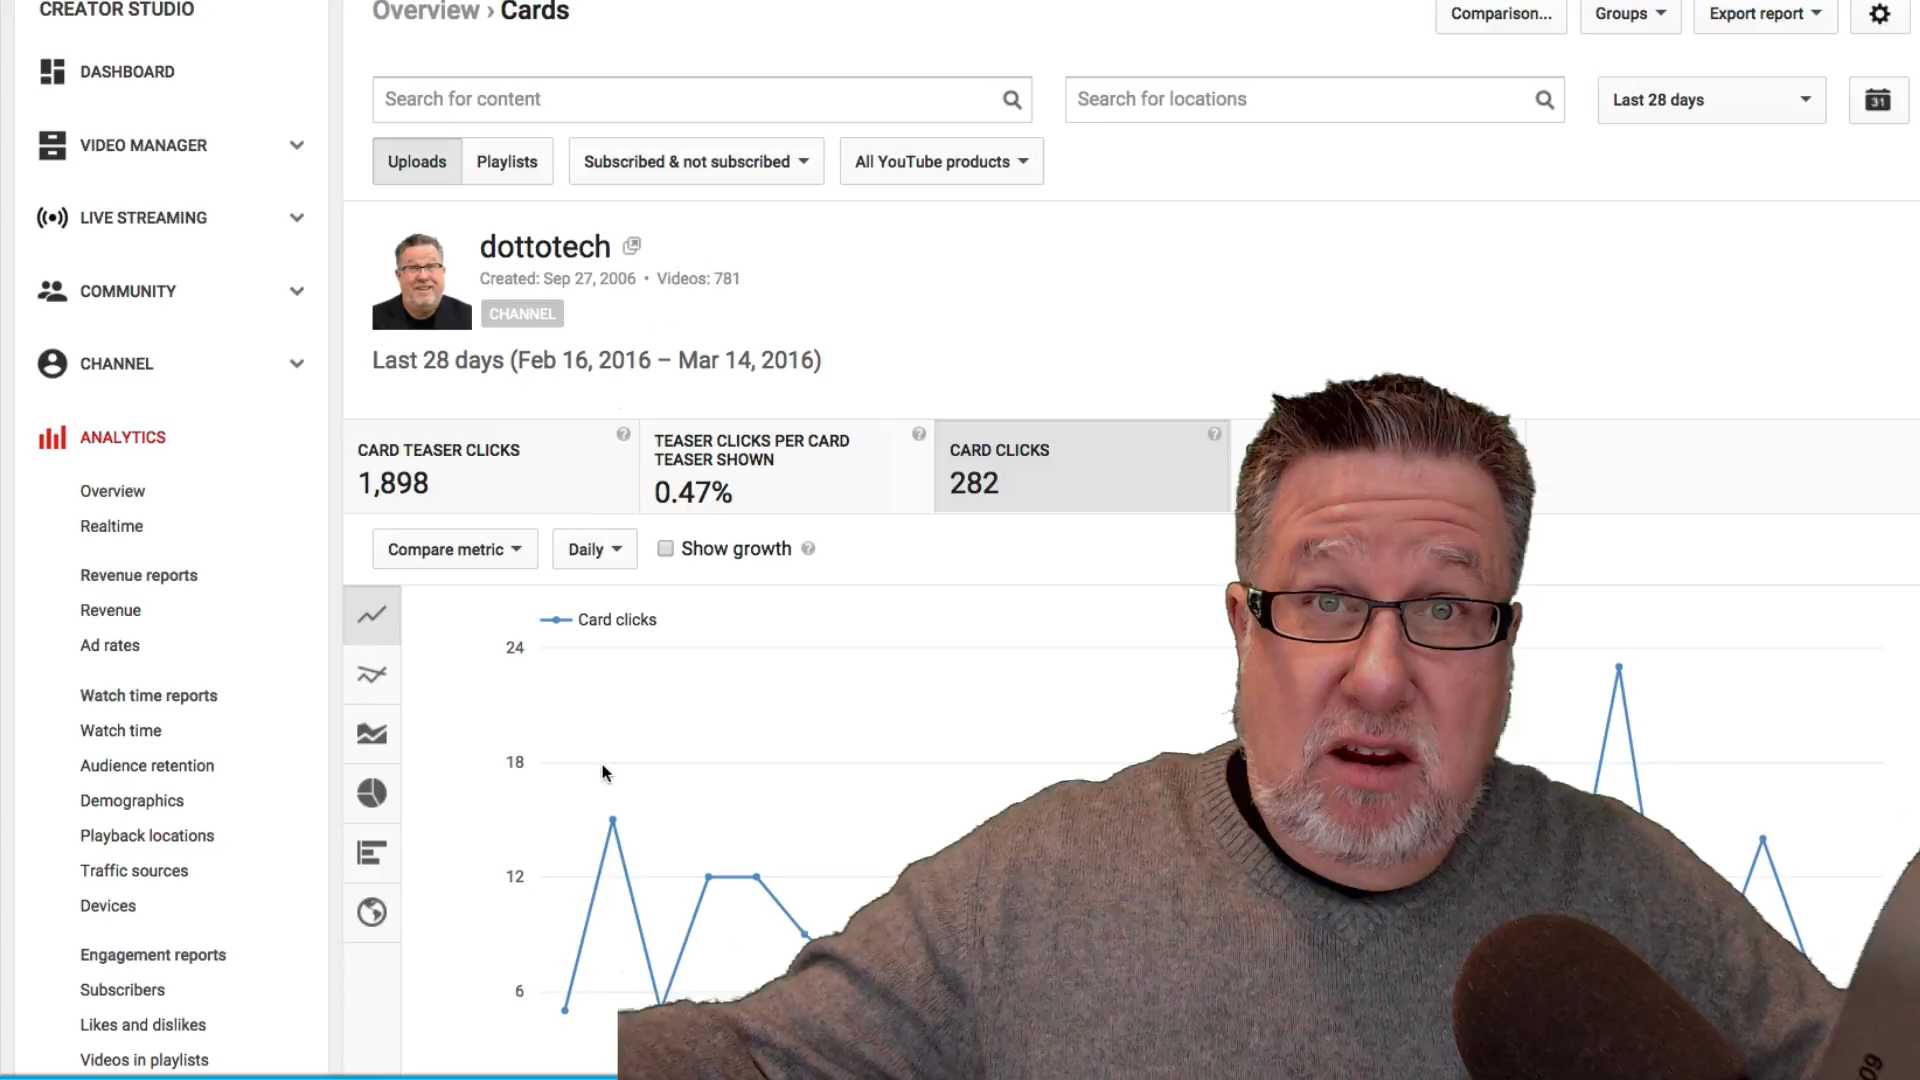 CREATOR STUDIO
Overview › Cards
Comparison...
Groups
Export report
DASHBOARD
Search for content
Search for locations
Last 28 days
31
VIDEO MANAGER
Uploads
Playlists
Subscribed & not subscribed
All YouTube products
LIVE STREAMING
dottotech
Created: Sep 27, 2006 • Videos: 781
COMMUNITY
CHANNEL
Last 28 days (Feb 16, 2016 – Mar 14, 2016)
CHANNEL
ANALYTICS
CARD TEASER CLICKS
1,898
TEASER CLICKS PER CARD
TEASER SHOWN
0.47%
CARD CLICKS
282
Overview
Realtime
Compare metric
Daily
Show growth
Revenue reports
Revenue
Ad rates
Card clicks
24
18
12
6
Watch time reports
Watch time
Audience retention
Demographics
Playback locations
Traffic sources
Devices
Engagement reports
Subscribers
Likes and dislikes
Videos in playlists
60